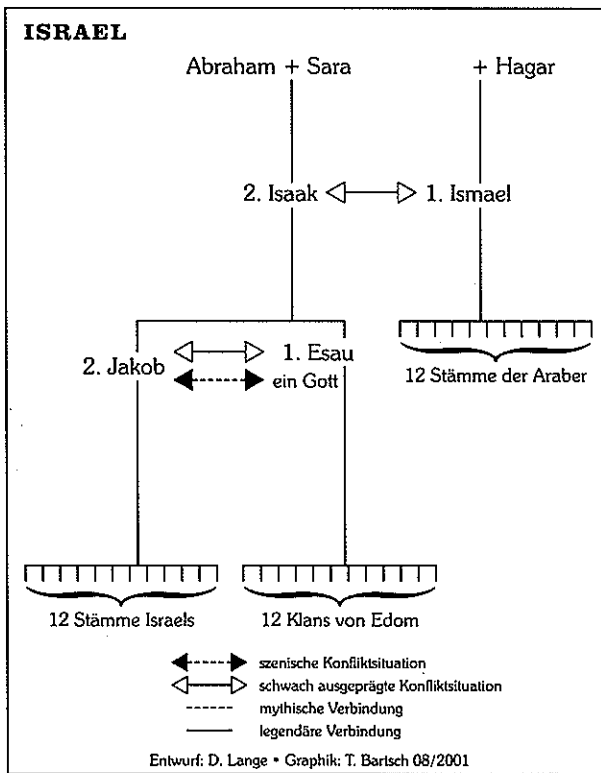 ISRAEL
Abraham + Sara + Hagar
2. Isaak 1. Ismael
2. Jakob 1. Esau
ein Gott
12 Stämme der Araber
12 Stämme Israels 12 Klans von Edom
szenische Konfliktsituation
schwach ausgeprägte Konfliktsituation
mythische Verbindung
legendäre Verbindung
Entwurf: D. Lange • Graphik: T. Bartsch 08/2001